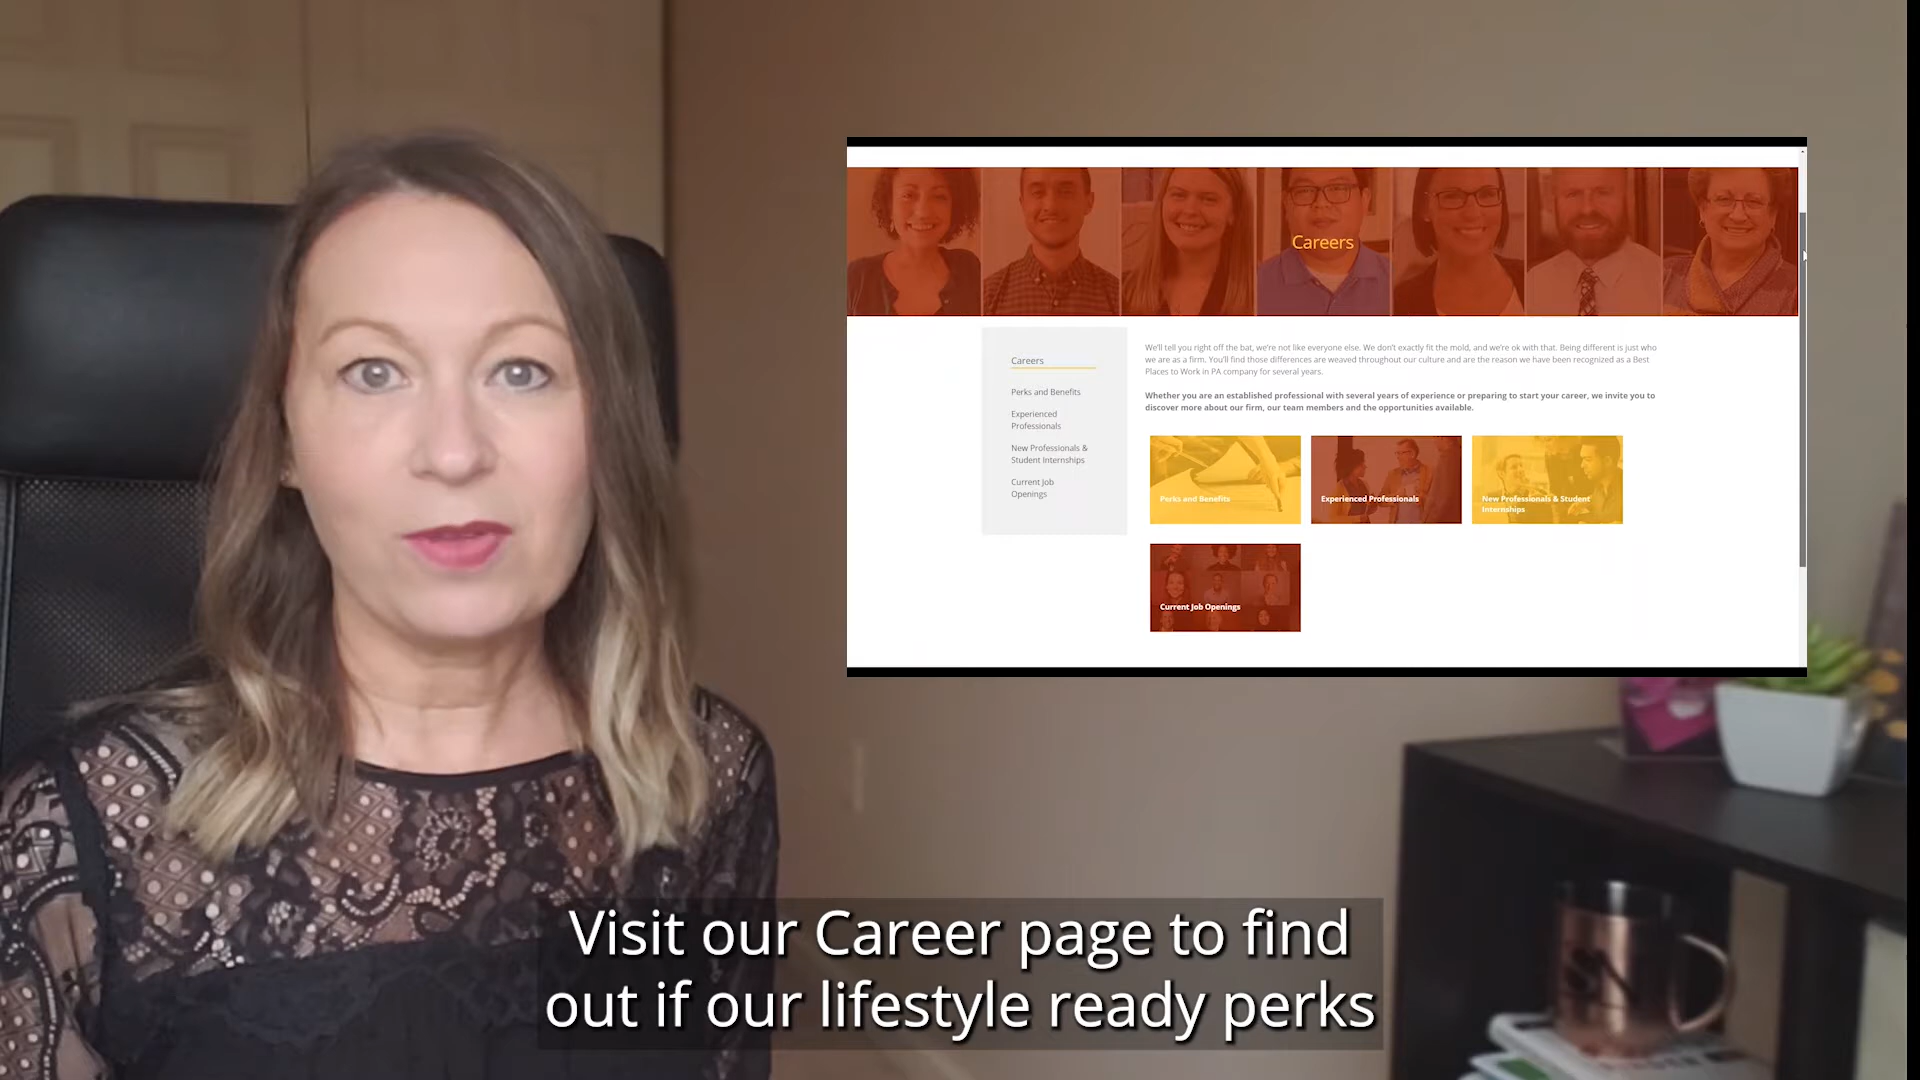 Careers
Careers
Perks and Benefits
Experienced
Professionals
New Professionals &
Student Internships
Current Job
Openings
We'll tell you right off the bat, we're not like everyone else. We don't exactly fit the mold, and we're ok with that. Being different is just who
we are as a firm. You'll find those differences are weaved throughout our culture and are the reason we have been recognized as a Best
Places to Work in PA company for several years.
Whether you are an established professional with several years of experience or preparing to start your career, we invite you to
discover more about our firm, our team members and the opportunities available.
Perks and Benefits
Experienced Professionals
New Professionals & Student
Internships
Current Job Openings
Visit our Career page to find
out if our lifestyle ready perks